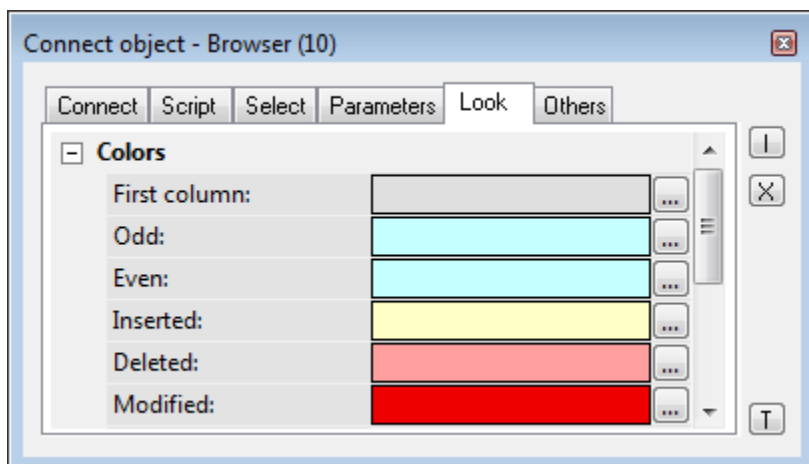 Connect object - Browser (10)
Connect Script Select Parameters Look Others
Colors
First column: ...
Odd: ...
Even: ...
Inserted: ...
Deleted: ...
Modified: ...
I
X
T